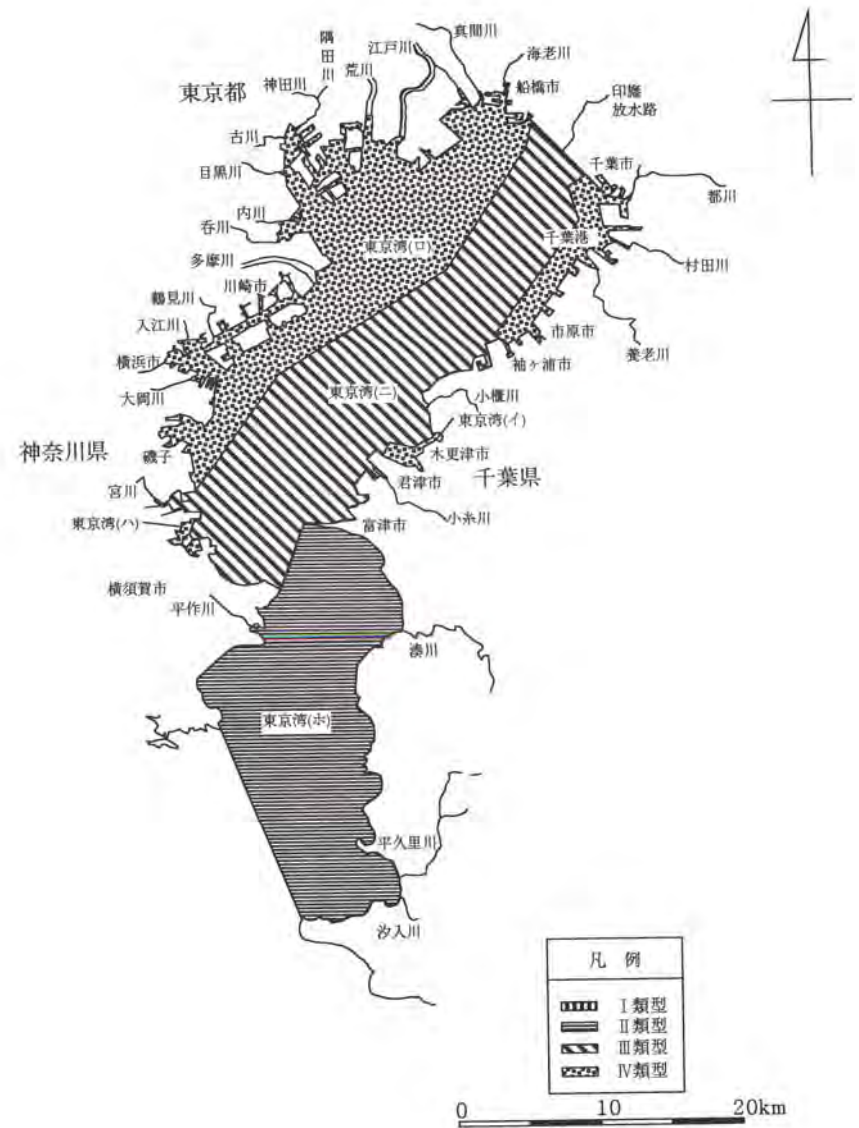 真間川
江戸川
隅田川
荒川
海老川
船橋市
神田川
東京都
印旛
放水路
古川
千葉市
目黒川
都川
内川
呑川
東京湾(ロ)
千葉港
多摩川
村田川
川崎市
鶴見川
入江川
市原市
養老川
横浜市
袖ヶ浦市
大岡川
東京湾(ニ)
小櫃川
東京湾(イ)
磯子
木更津市
神奈川県
千葉県
君津市
宮川
小糸川
東京湾(ハ)
富津市
横須賀市
平作川
湊川
東京湾(ホ)
平久里川
汐入川
凡例
Ⅰ類型
Ⅱ類型
Ⅲ類型
Ⅳ類型
0 10 20km